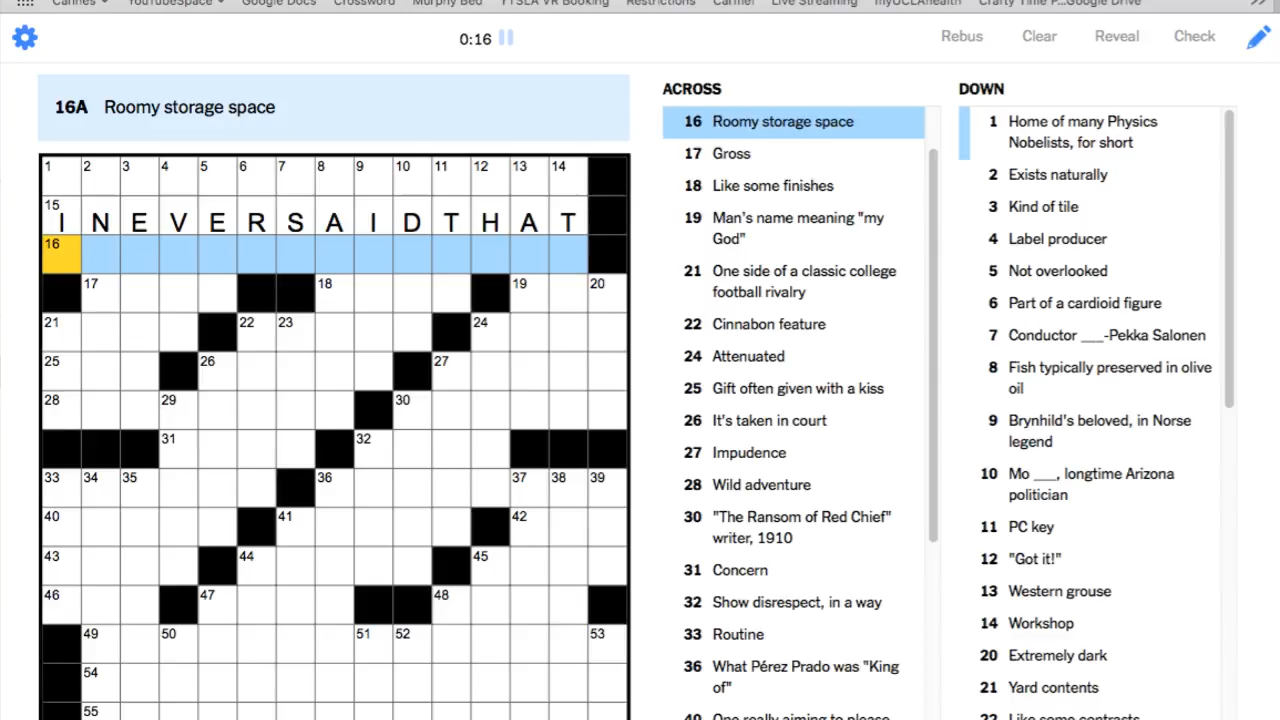 Cannes
YouTubeSpace
Google Docs
Crossword
Murphy Bed
YTSLA VR Booking
Restrictions
Carmel
Live Streaming
myUCLAhealth
Crafty Time P...Google Drive
0:16
Rebus
Clear
Reveal
Check
16A Roomy storage space
1 2 3 4 5 6 7 8 9 10 11 12 13 14
15
I N E V E R S A I D T H A T
16
17 18 19 20
21 22 23 24
25 26 27
28 29 30
31 32
33 34 35 36 37 38 39
40 41 42
43 44 45
46 47 48
49 50 51 52 53
54
55
ACROSS
16 Roomy storage space
17 Gross
18 Like some finishes
19 Man's name meaning "my
God"
21 One side of a classic college
football rivalry
22 Cinnabon feature
24 Attenuated
25 Gift often given with a kiss
26 It's taken in court
27 Impudence
28 Wild adventure
30 "The Ransom of Red Chief"
writer, 1910
31 Concern
32 Show disrespect, in a way
33 Routine
36 What Pérez Prado was "King
of"
40 One really aiming to please
DOWN
1 Home of many Physics
Nobelists, for short
2 Exists naturally
3 Kind of tile
4 Label producer
5 Not overlooked
6 Part of a cardioid figure
7 Conductor ___-Pekka Salonen
8 Fish typically preserved in olive
oil
9 Brynhild's beloved, in Norse
legend
10 Mo ___, longtime Arizona
politician
11 PC key
12 "Got it!"
13 Western grouse
14 Workshop
20 Extremely dark
21 Yard contents
22 Like some contrasts